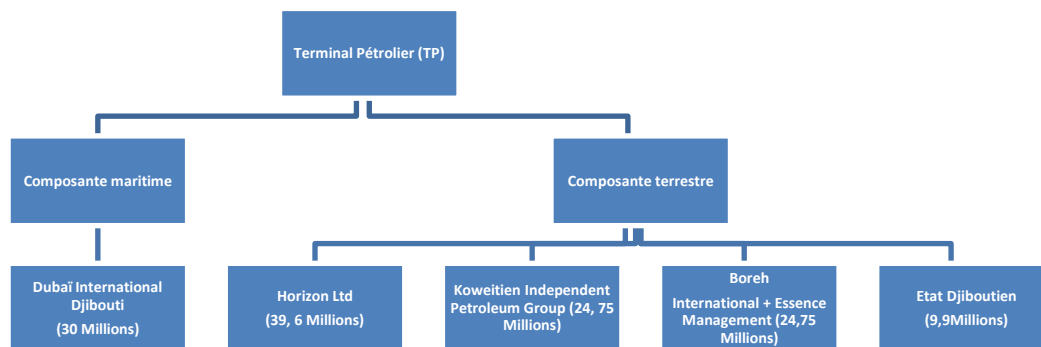 Terminal Pétrolier (TP)
Composante maritime
Composante terrestre
Dubaï International
Djibouti
(30 Millions)
Horizon Ltd
(39, 6 Millions)
Koweitien Independent
Petroleum Group (24, 75
Millions)
Boreh
International + Essence
Management (24,75
Millions)
Etat Djiboutien
(9,9Millions)